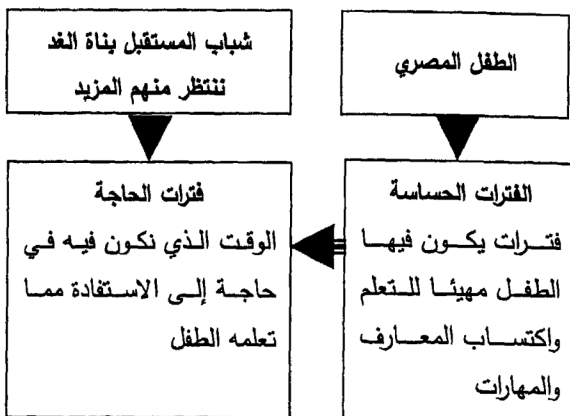 الطفل المصري
شباب المستقبل بناة الغد
ننتظر منهم المزيد
الفترات الحساسة
فترات يكون فيها
الطفل مهيئا للتعلم
واكتساب المعارف
والمهارات
فترات الحاجة
الوقت الذي نكون فيه في
حاجة إلى الاستفادة مما
تعلمه الطفل